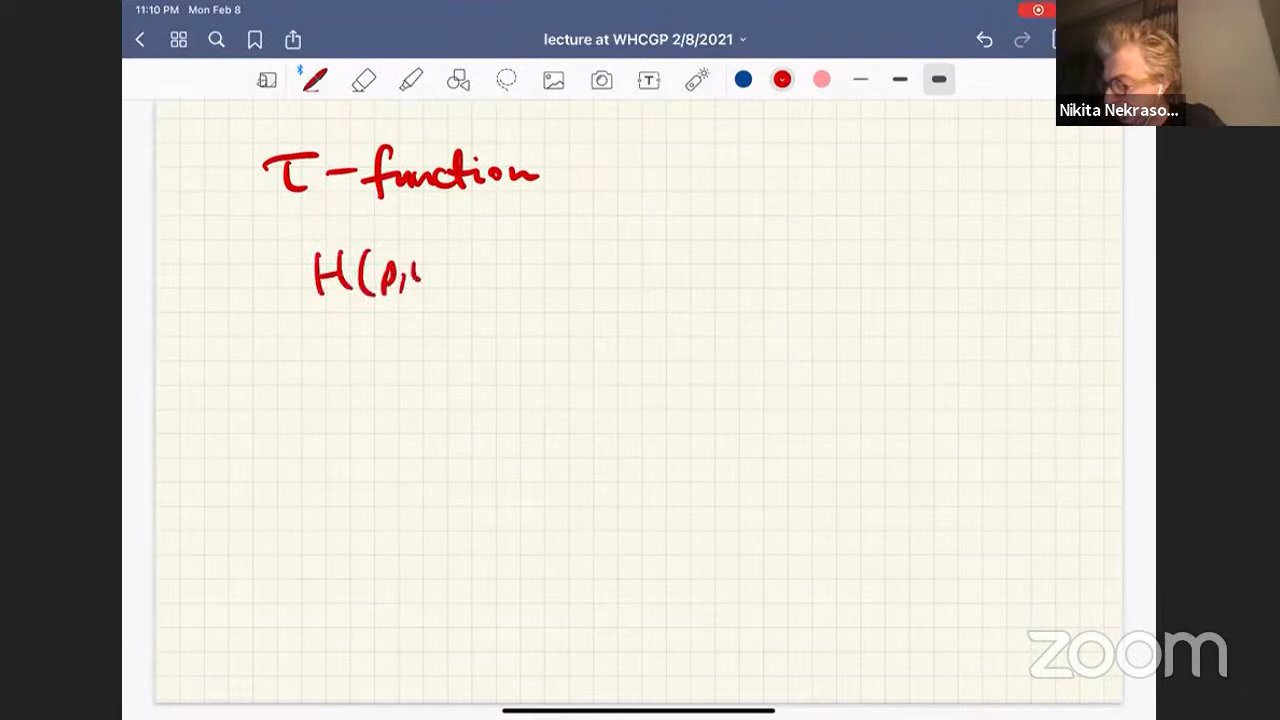 11:10 PM Mon Feb 8
lecture at WHCGP 2/8/2021
Nikita Nekraso...
τ-function
H(p,
zoom